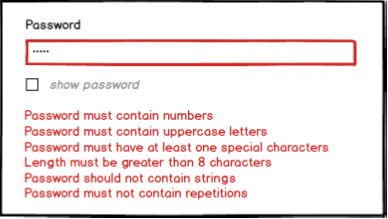 Password
•••••
show password
Password must contain numbers
Password must contain uppercase letters
Password must have at least one special characters
Length must be greater than 8 characters
Password should not contain strings
Password must not contain repetitions